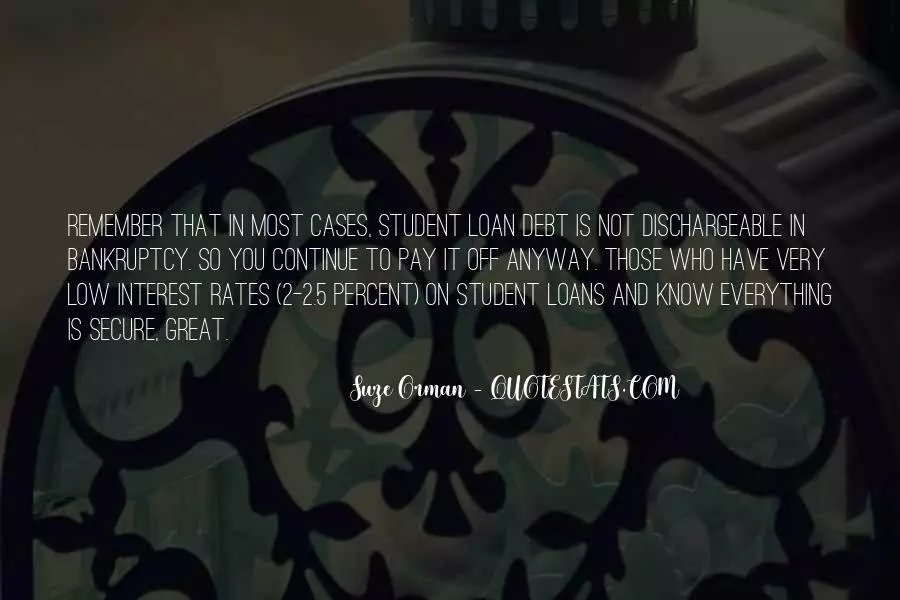 REMEMBER THAT IN MOST CASES, STUDENT LOAN DEBT IS NOT DISCHARGEABLE IN
BANKRUPTCY. SO YOU CONTINUE TO PAY IT OFF ANYWAY. THOSE WHO HAVE VERY
LOW INTEREST RATES (2-2.5 PERCENT) ON STUDENT LOANS AND KNOW EVERYTHING
IS SECURE, GREAT.
Suze Orman - QUOTESTATS.COM